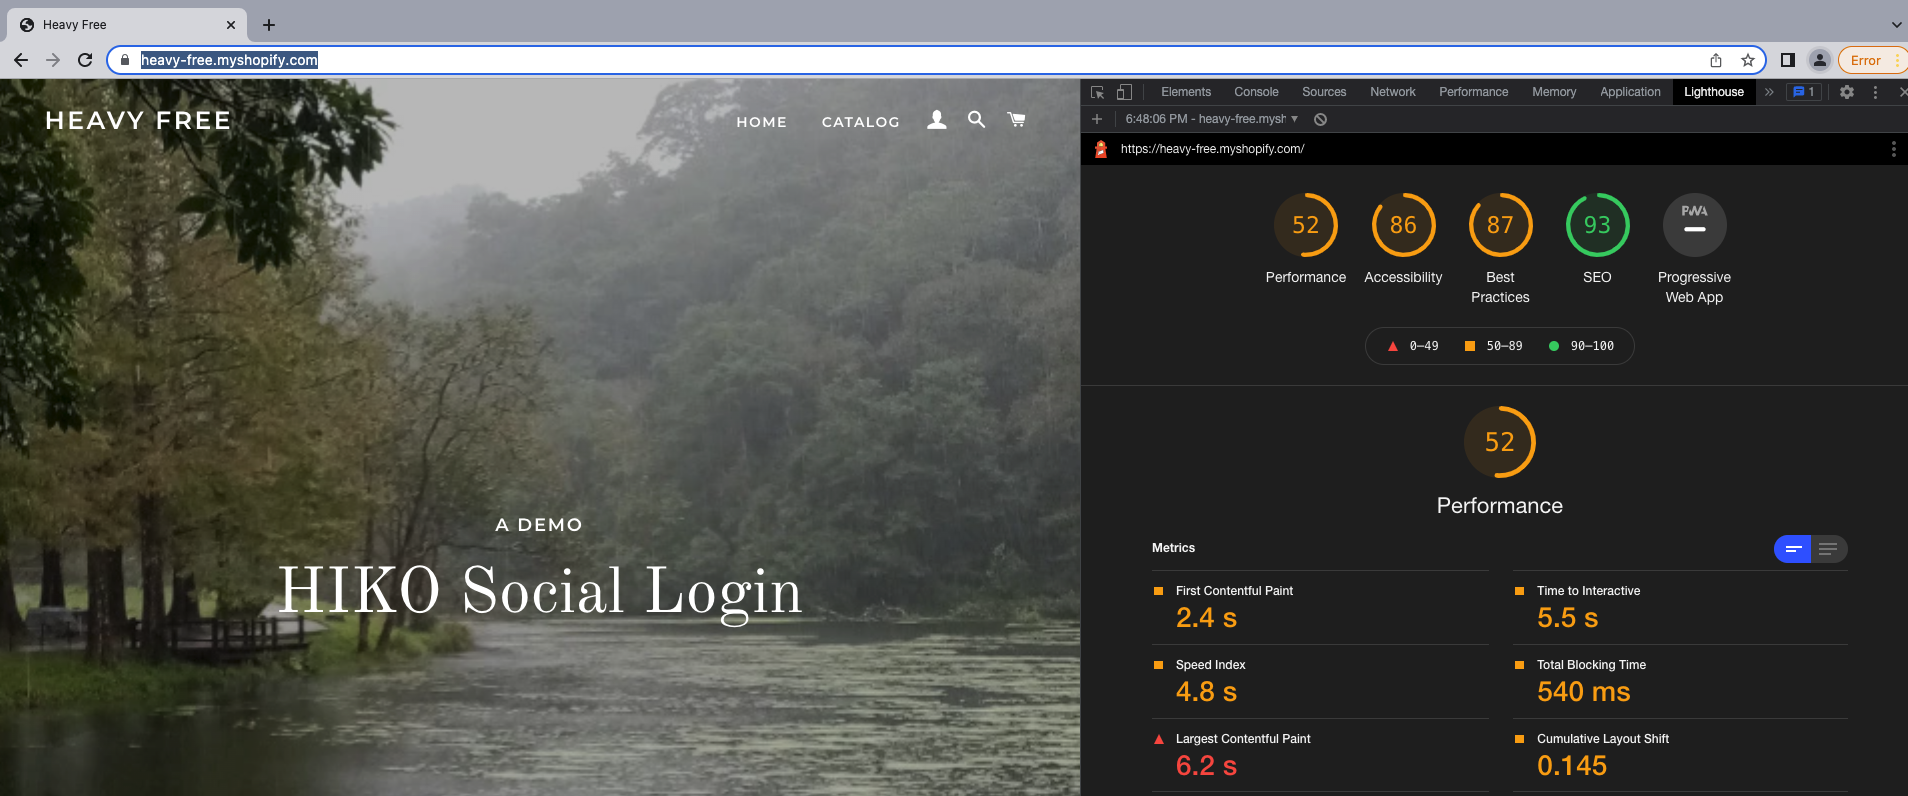 Heavy Free
heavy-free.myshopify.com
Error
HEAVY FREE
HOME
CATALOG
A DEMO
HIKO Social Login
Elements
Console
Sources
Network
Performance
Memory
Application
Lighthouse
1
6:48:06 PM - heavy-free.mysh
https://heavy-free.myshopify.com/
52
86
87
93
PWA
Performance
Accessibility
Best
Practices
SEO
Progressive
Web App
0–49
50–89
90–100
52
Performance
Metrics
First Contentful Paint
2.4 s
Time to Interactive
5.5 s
Speed Index
4.8 s
Total Blocking Time
540 ms
Largest Contentful Paint
6.2 s
Cumulative Layout Shift
0.145